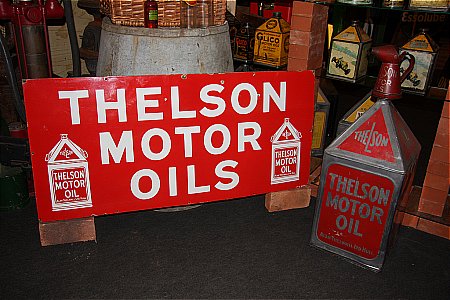 THELSON
MOTOR
OILS
THELSON
MOTOR OIL
THELSON
MOTOR OIL
THELSON
THELSON
MOTOR
OIL
GLICO
Essolube